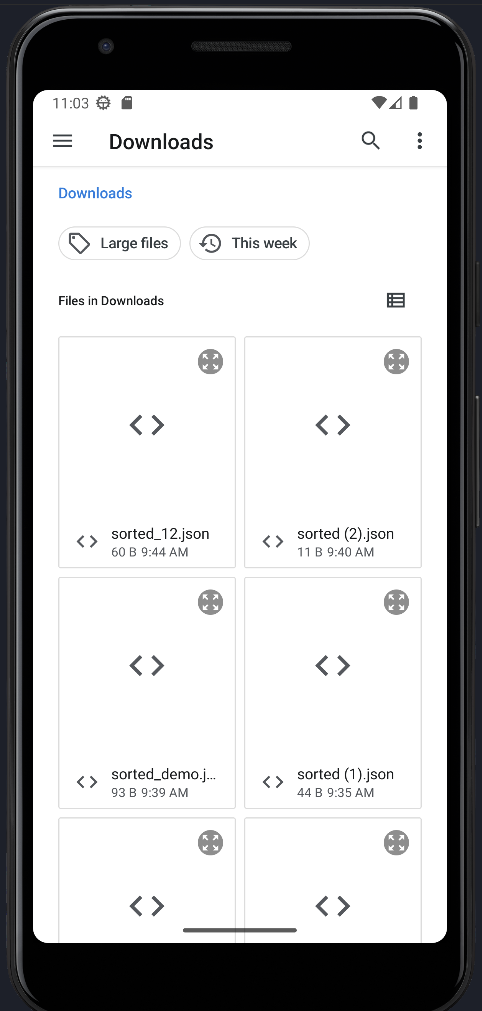 11:03
Downloads
Downloads
Large files This week
Files in Downloads
sorted_12.json
60 B 9:44 AM
sorted (2).json
11 B 9:40 AM
sorted_demo.j...
93 B 9:39 AM
sorted (1).json
44 B 9:35 AM